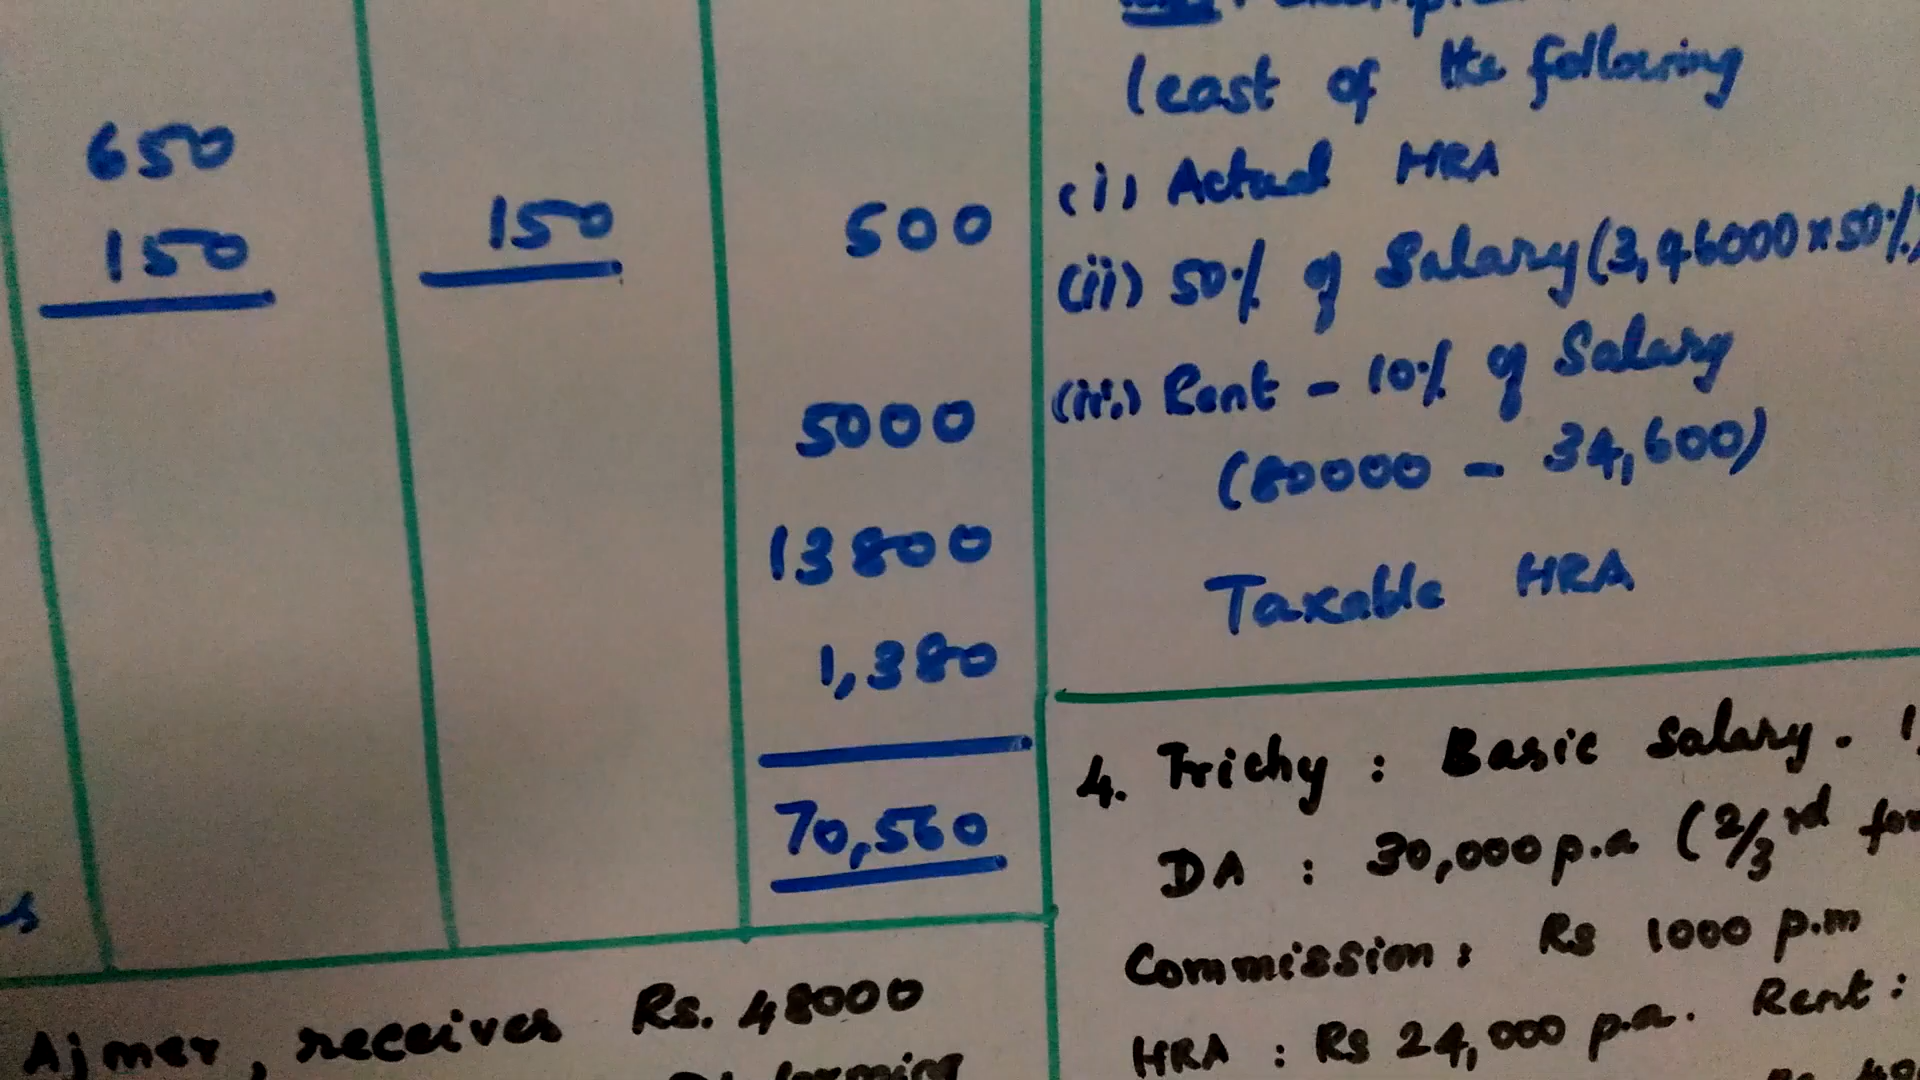 650
150
150
500
5000
13800
1,380
70,560
least of the following
(i) Actual HRA
(ii) 50% of Salary (3,46000 x 50%)
(iii) Rent - 10% of Salary
(80000 - 34,600)
Taxable HRA
4. Trichy : Basic Salary.
DA : 30,000 p.a (2/3rd
Commission : Rs 1000 p.m
HRA : Rs 24,000 p.a. Rent :
Ajmer, receives Rs. 48000